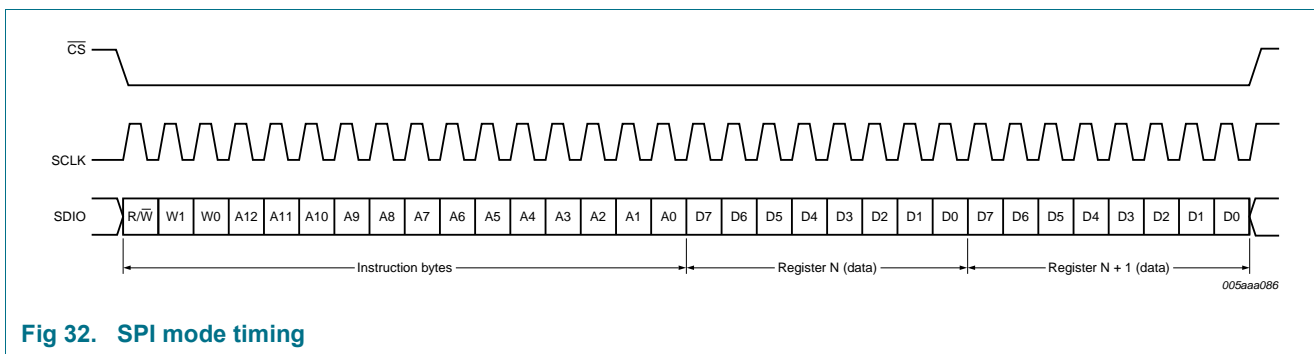 CS
SCLK
SDIO R/W W1 W0 A12 A11 A10 A9 A8 A7 A6 A5 A4 A3 A2 A1 A0 D7 D6 D5 D4 D3 D2 D1 D0 D7 D6 D5 D4 D3 D2 D1 D0
Instruction bytes Register N (data) Register N + 1 (data)
005aaa086
Fig 32. SPI mode timing